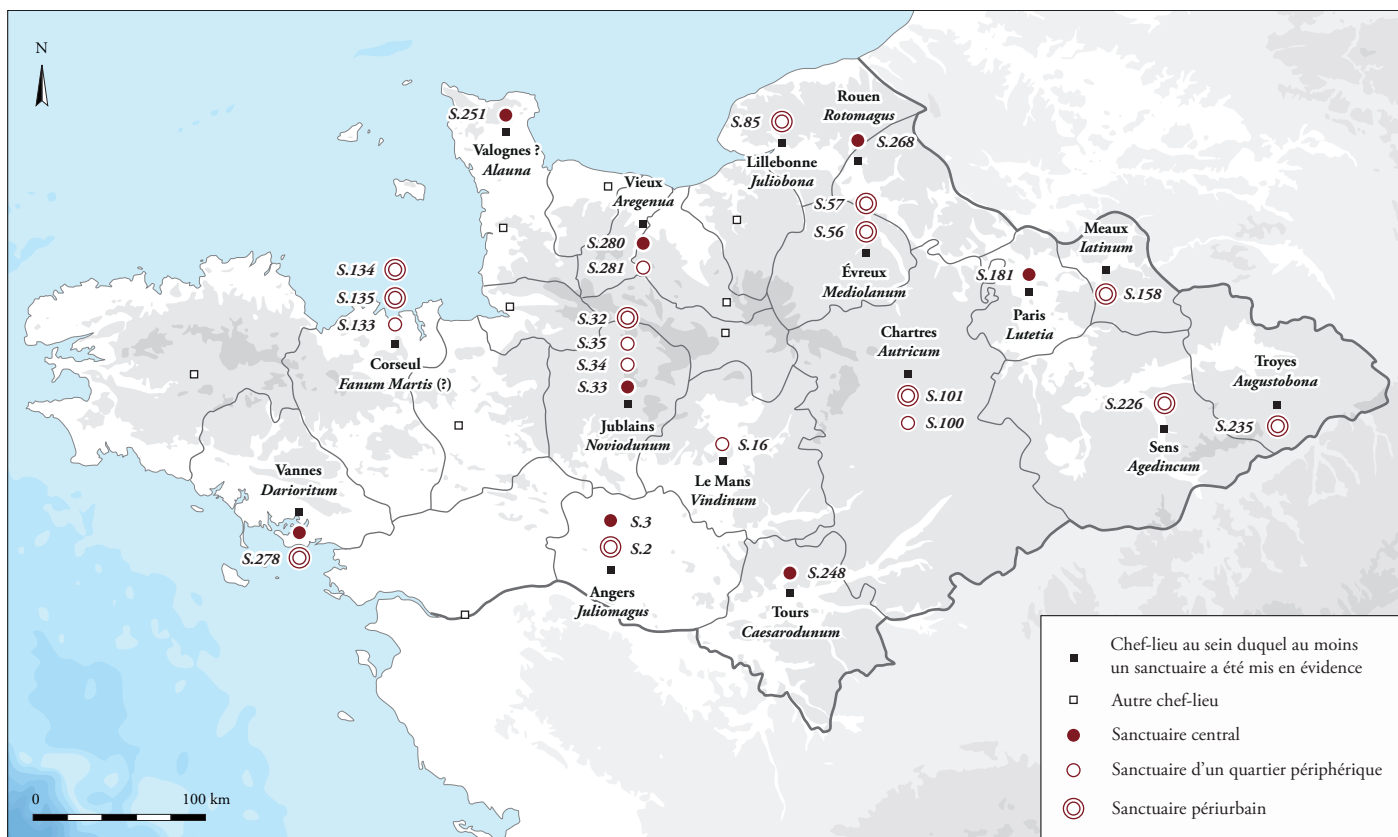 N
S.251
Valognes ?
Alauna
S.85
Lillebonne
Juliobona
Rouen
Rotomagus
S.268
Vieux
Aregenua
S.280
S.281
S.57
S.56
Évreux
Mediolanum
Meaux
Iatinum
S.158
S.181
Paris
Lutetia
S.134
S.135
S.133
Corseul
Fanum Martis (?)
S.32
S.35
S.34
S.33
Jublains
Noviodunum
Chartres
Autricum
S.101
S.100
Troyes
Augustobona
S.235
S.226
Sens
Agedincum
S.16
Le Mans
Vindinum
Vannes
Darioritum
S.278
S.3
S.2
Angers
Juliomagus
S.248
Tours
Caesarodunum
Chef-lieu au sein duquel au moins
un sanctuaire a été mis en évidence
Autre chef-lieu
Sanctuaire central
Sanctuaire d'un quartier périphérique
Sanctuaire périurbain
0 100 km